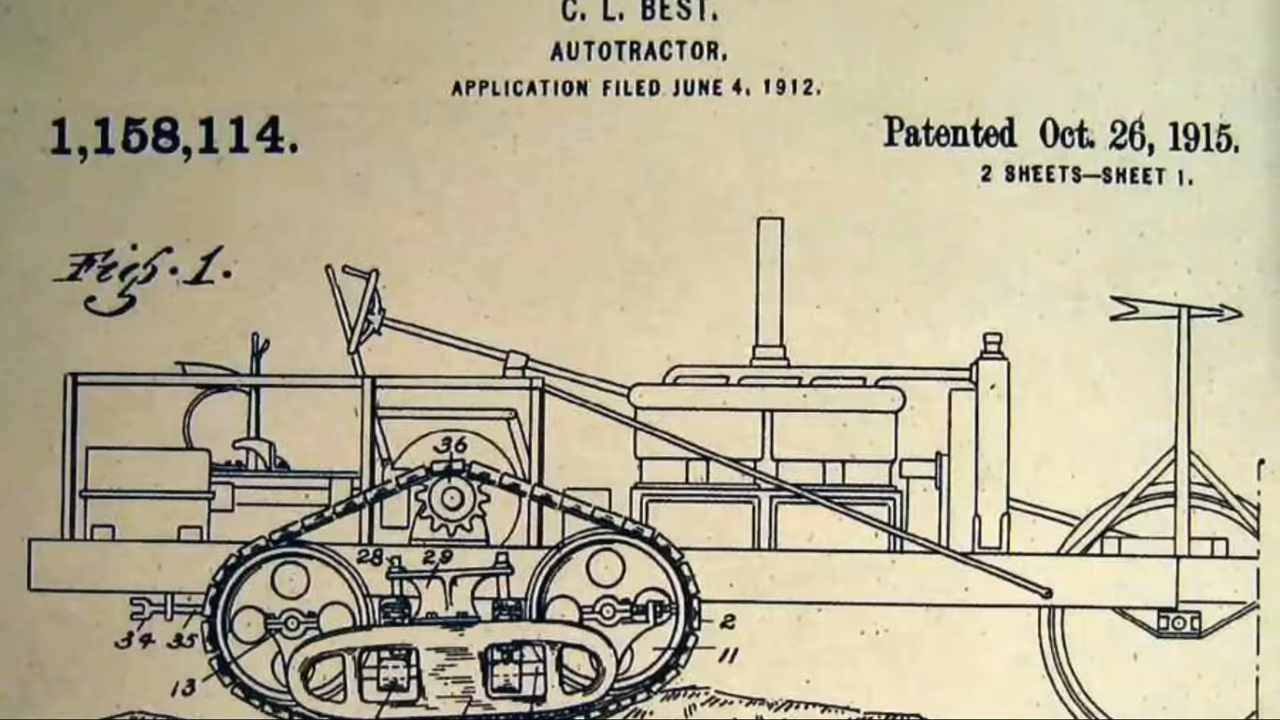 C. L. BEST.
AUTOTRACTOR.
APPLICATION FILED JUNE 4, 1912.
1,158,114.
Patented Oct. 26, 1915.
2 SHEETS—SHEET 1.
Fig. 1.
36
28 29
34 35
2
11
13